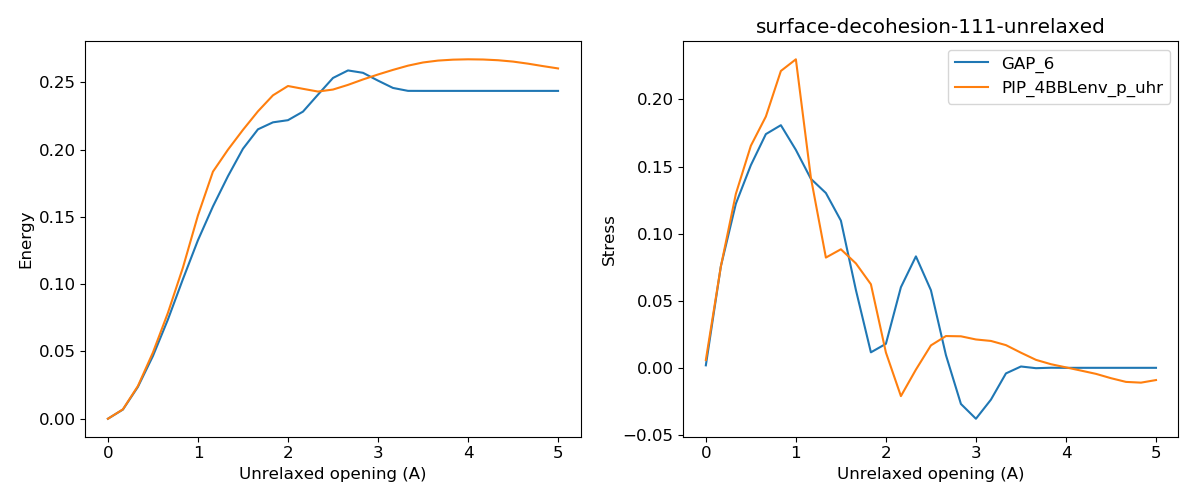 Energy
0.25
0.20
0.15
0.10
0.05
0.00
0 1 2 3 4 5
Unrelaxed opening (A)
surface-decohesion-111-unrelaxed
GAP_6
PIP_4BBLenv_p_uhr
Stress
0.20
0.15
0.10
0.05
0.00
−0.05
0 1 2 3 4 5
Unrelaxed opening (A)